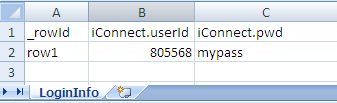 A B C
1 _rowId iConnect.userId iConnect.pwd
2 row1 805568 mypass
3
LoginInfo